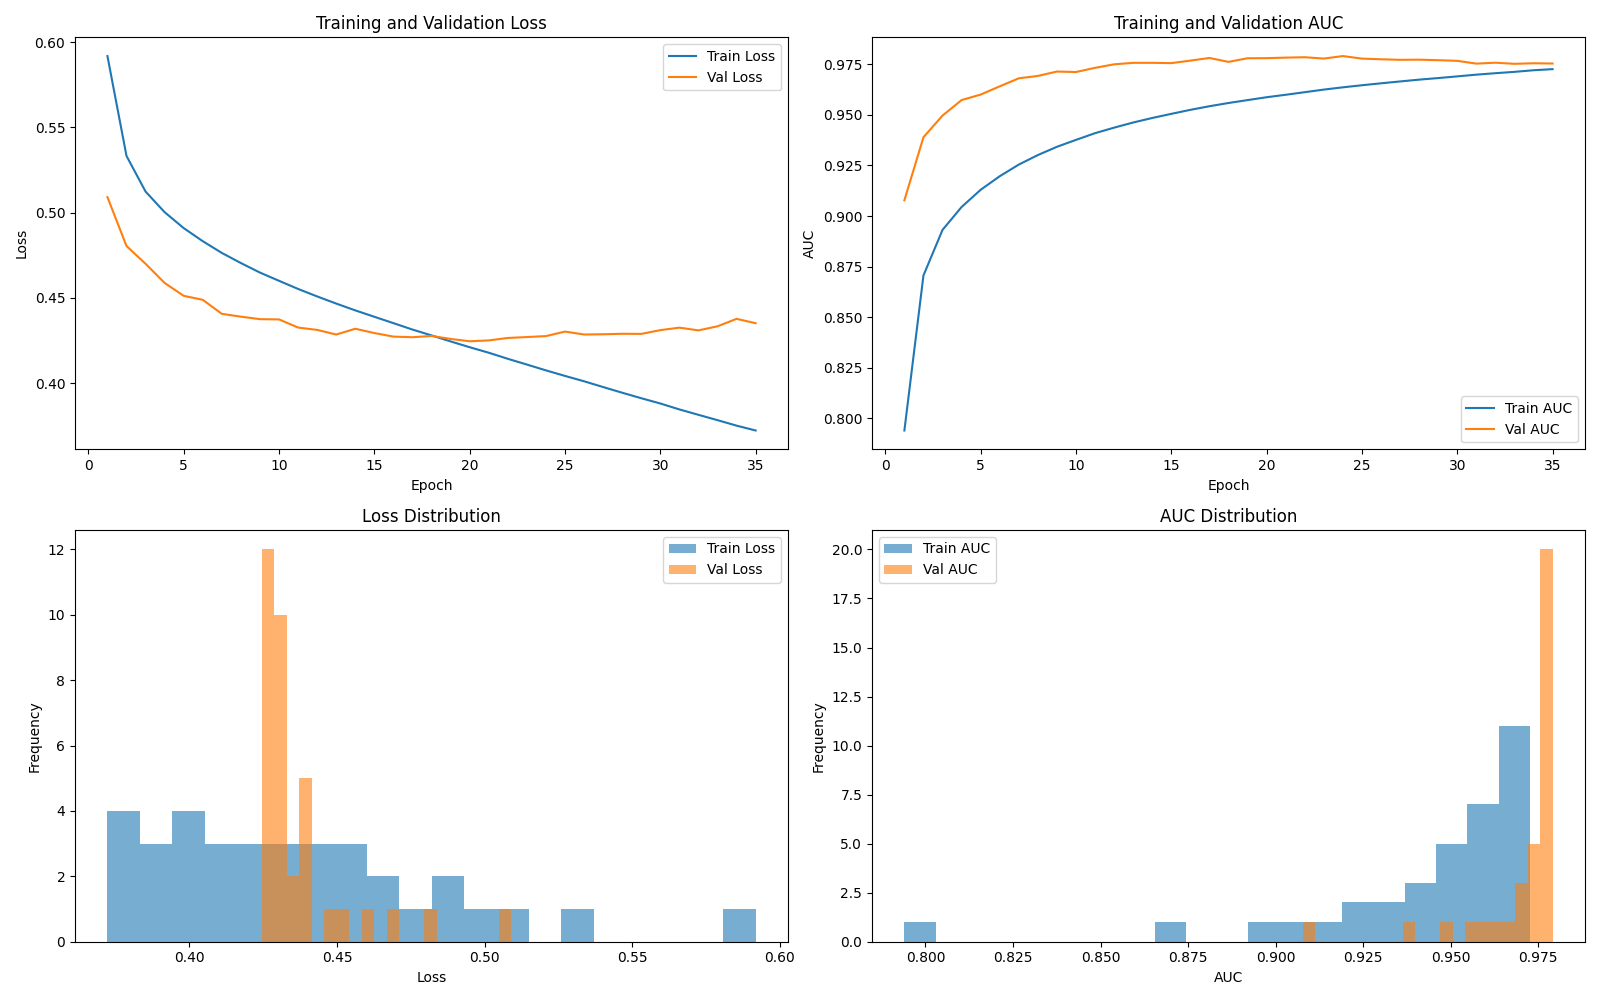 Training and Validation Loss
0.60
0.55
0.50
0.45
0.40
Loss
Train Loss
Val Loss
0
5
10
15
20
25
30
35
Epoch
Training and Validation AUC
0.975
0.950
0.925
0.900
0.875
0.850
0.825
0.800
AUC
Train AUC
Val AUC
0
5
10
15
20
25
30
35
Epoch
Loss Distribution
12
10
8
6
4
2
0
Frequency
Train Loss
Val Loss
0.40
0.45
0.50
0.55
0.60
Loss
AUC Distribution
20.0
17.5
15.0
12.5
10.0
7.5
5.0
2.5
0.0
Frequency
Train AUC
Val AUC
0.800
0.825
0.850
0.875
0.900
0.925
0.950
0.975
AUC